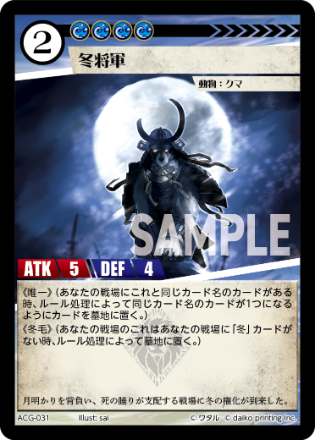 2
冬将軍
動物：クマ
SAMPLE
ATK 5 DEF 4
《唯一》(あなたの戦場にこれと同じカード名のカードがある
時、ルール処理によって同じカード名のカードが1つになる
ようにカードを墓地に置く。)
《冬毛》(あなたの戦場のこれはあなたの戦場に「冬」カード
がない時、ルール処理によって墓地に置く。)
月明かりを背負い、死の眠りが支配する戦場に冬の権化が到来した。
ACG-031 Illust: sai © ワタル © daiko printing inc.